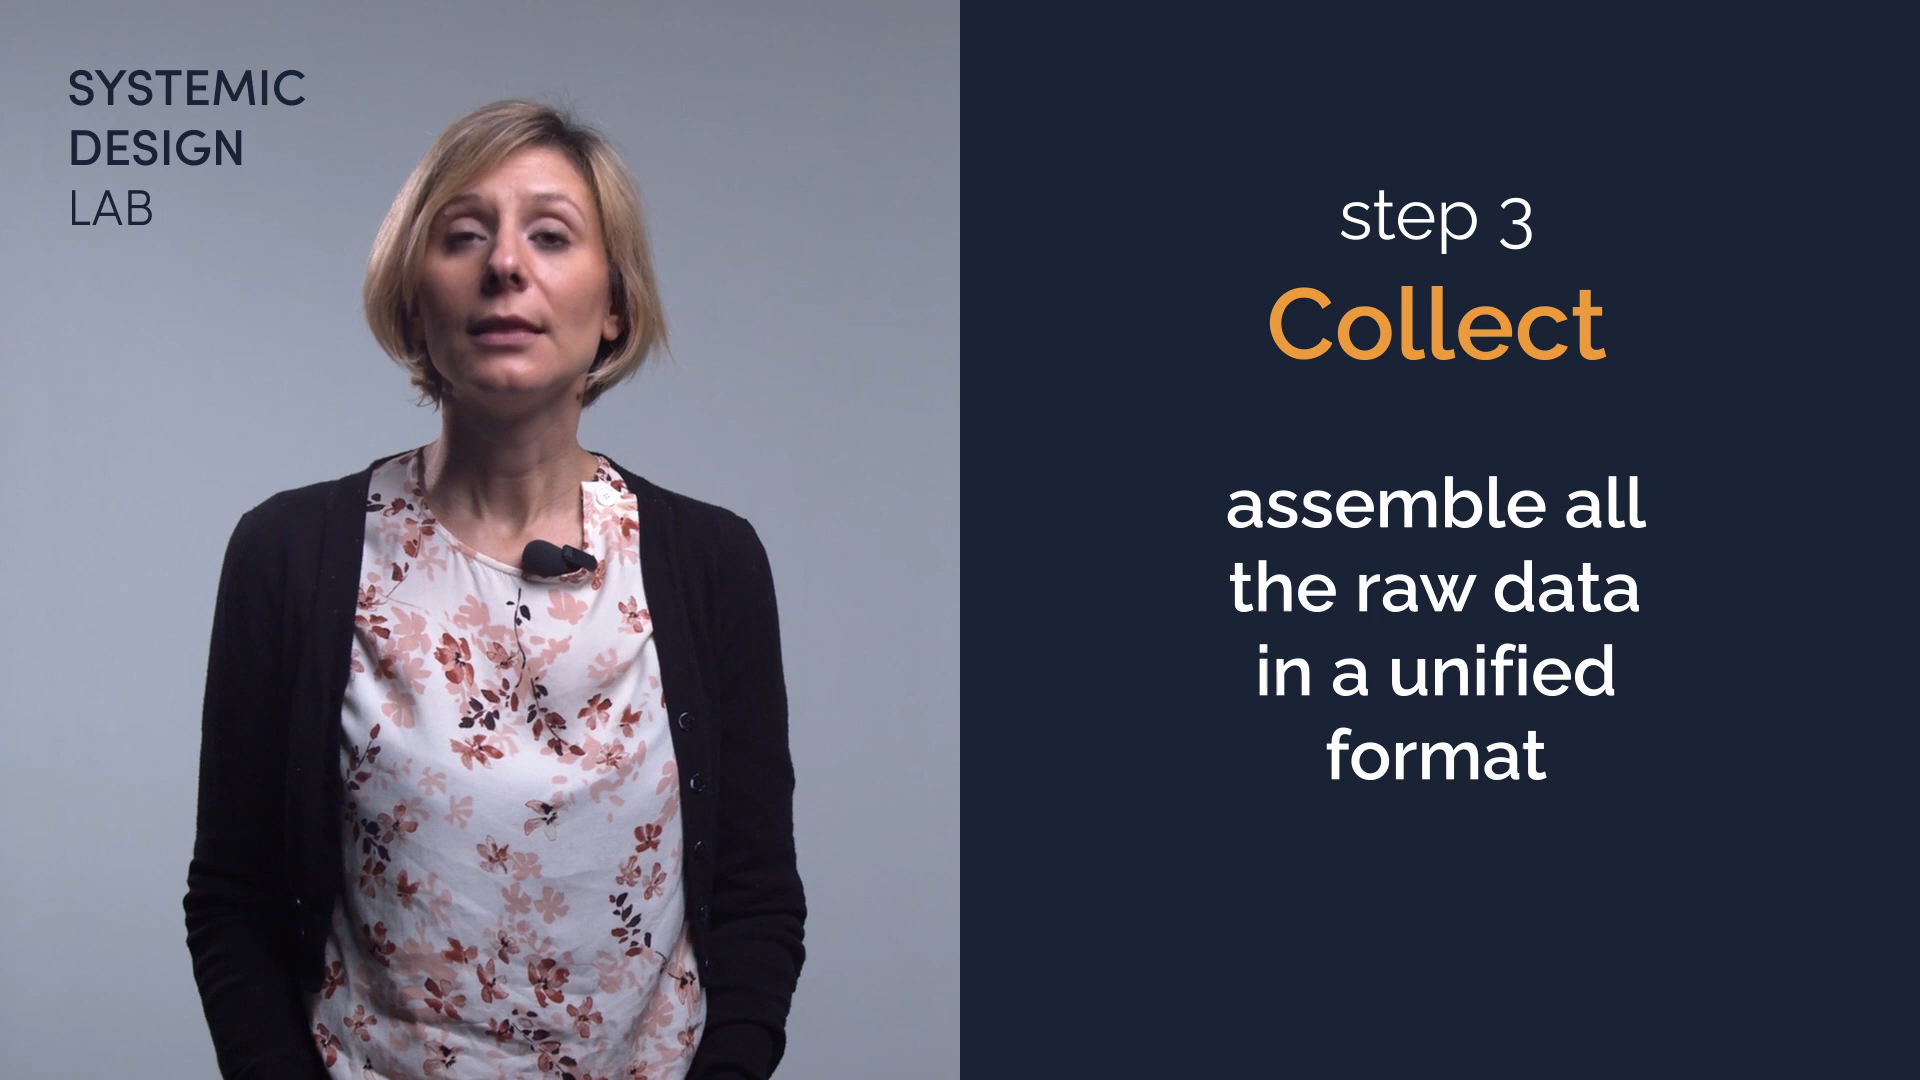 SYSTEMIC
DESIGN
LAB
step 3
Collect
assemble all
the raw data
in a unified
format